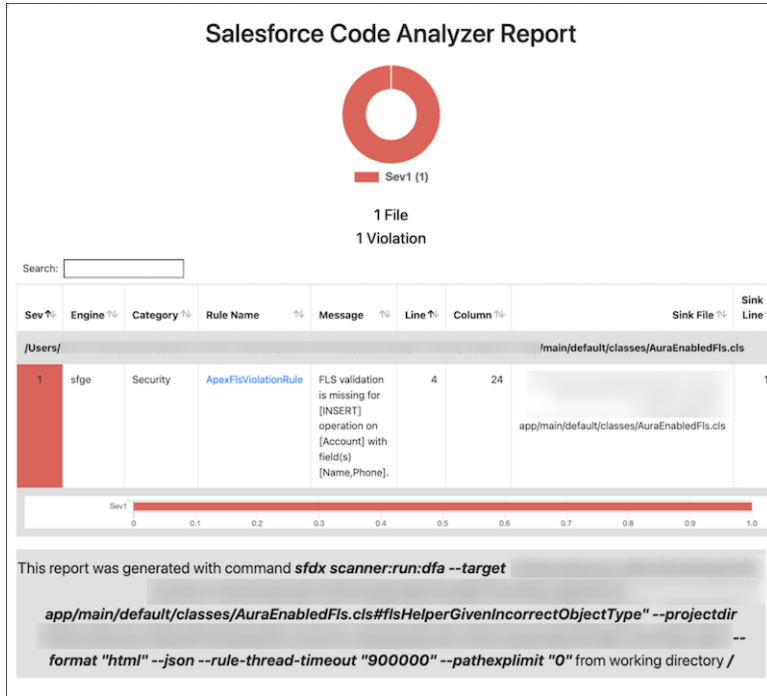 Salesforce Code Analyzer Report
Sev1 (1)
1 File
1 Violation
Search:
Sev Engine Category Rule Name Message Line Column Sink File Sink Line
/Users/ /main/default/classes/AuraEnabledFls.cls
1 sfge Security ApexFlsViolationRule FLS validation 4 24 1
is missing for
[INSERT]
operation on
[Account] with app/main/default/classes/AuraEnabledFls.cls
field(s)
[Name,Phone].
Sev1
0 0.1 0.2 0.3 0.4 0.5 0.6 0.7 0.8 0.9 1.0
This report was generated with command sfdx scanner:run:dfa --target
app/main/default/classes/AuraEnabledFls.cls#flsHelperGivenIncorrectObjectType" --projectdir
--
format "html" --json --rule-thread-timeout "900000" --pathexplimit "0" from working directory /